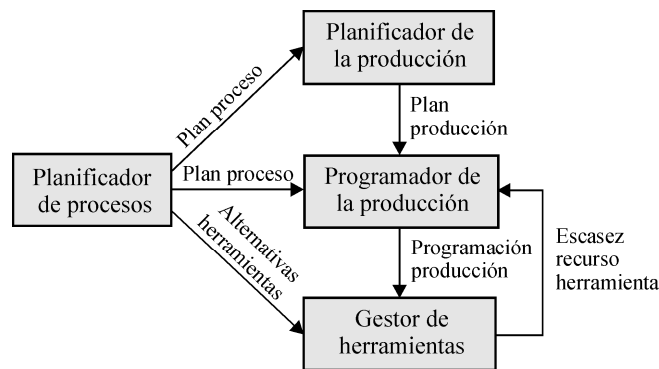 Planificador de
la producción
Plan proceso
Plan
producción
Planificador
de procesos
Plan proceso
Programador de
la producción
Alternativas
herramientas
Programación
producción
Escasez
recurso
herramienta
Gestor de
herramientas